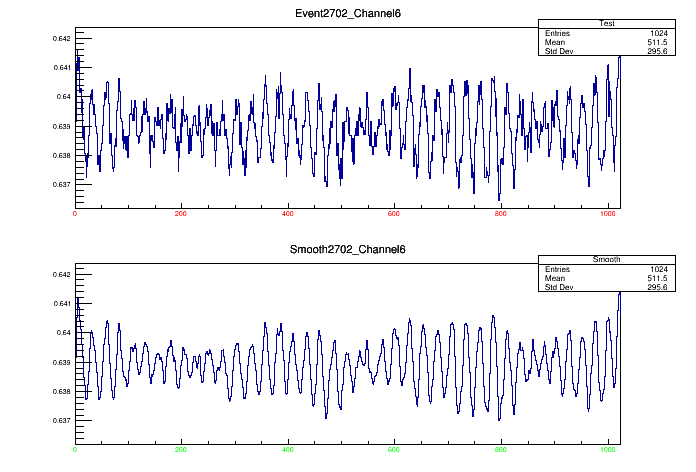 Event2702_Channel6
Test
Entries 1024
Mean 511.5
Std Dev 295.6
0.642
0.641
0.64
0.639
0.638
0.637
0 200 400 600 800 1000
Smooth2702_Channel6
Smooth
Entries 1024
Mean 511.5
Std Dev 295.6
0.642
0.641
0.64
0.639
0.638
0.637
0 200 400 600 800 1000